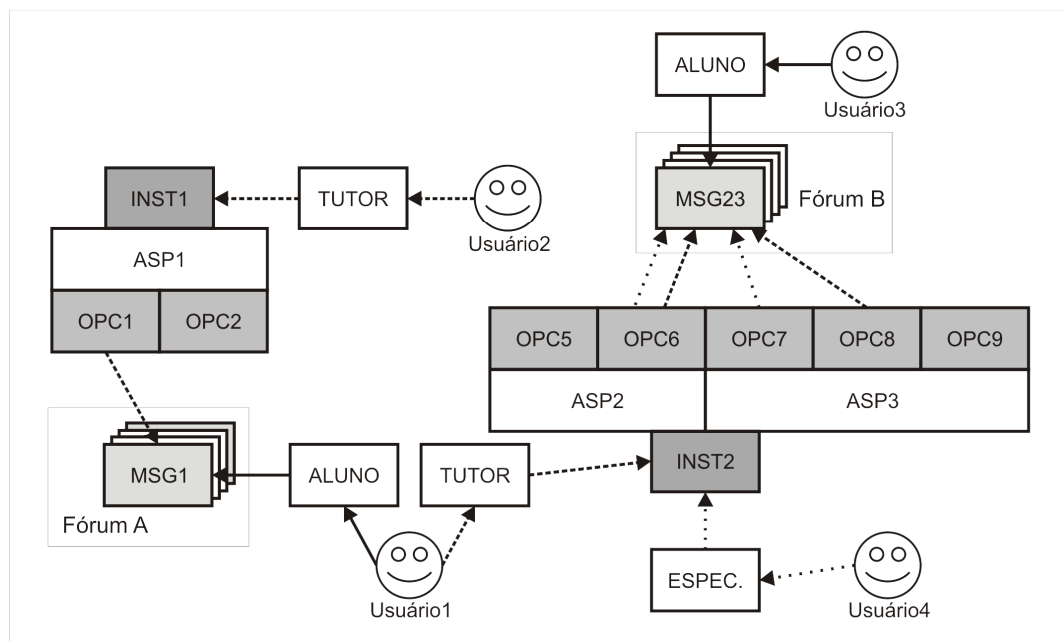 ALUNO
Usuário3
INST1
TUTOR
Usuário2
MSG23
Fórum B
ASP1
OPC1
OPC2
OPC5
OPC6
OPC7
OPC8
OPC9
ASP2
ASP3
MSG1
Fórum A
ALUNO
TUTOR
INST2
Usuário1
ESPEC.
Usuário4